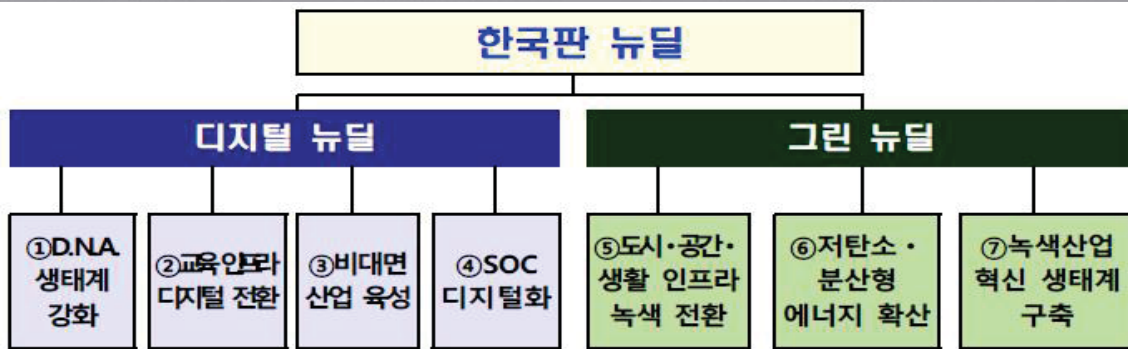 한국판 뉴딜
디지털 뉴딜
그린 뉴딜
①D.N.A.
생태계
강화
②교육인프라
디지털 전환
③비대면
산업 육성
④SOC
디지털화
⑤도시·공간·
생활 인프라
녹색 전환
⑥저탄소·
분산형
에너지 확산
⑦녹색산업
혁신 생태계
구축